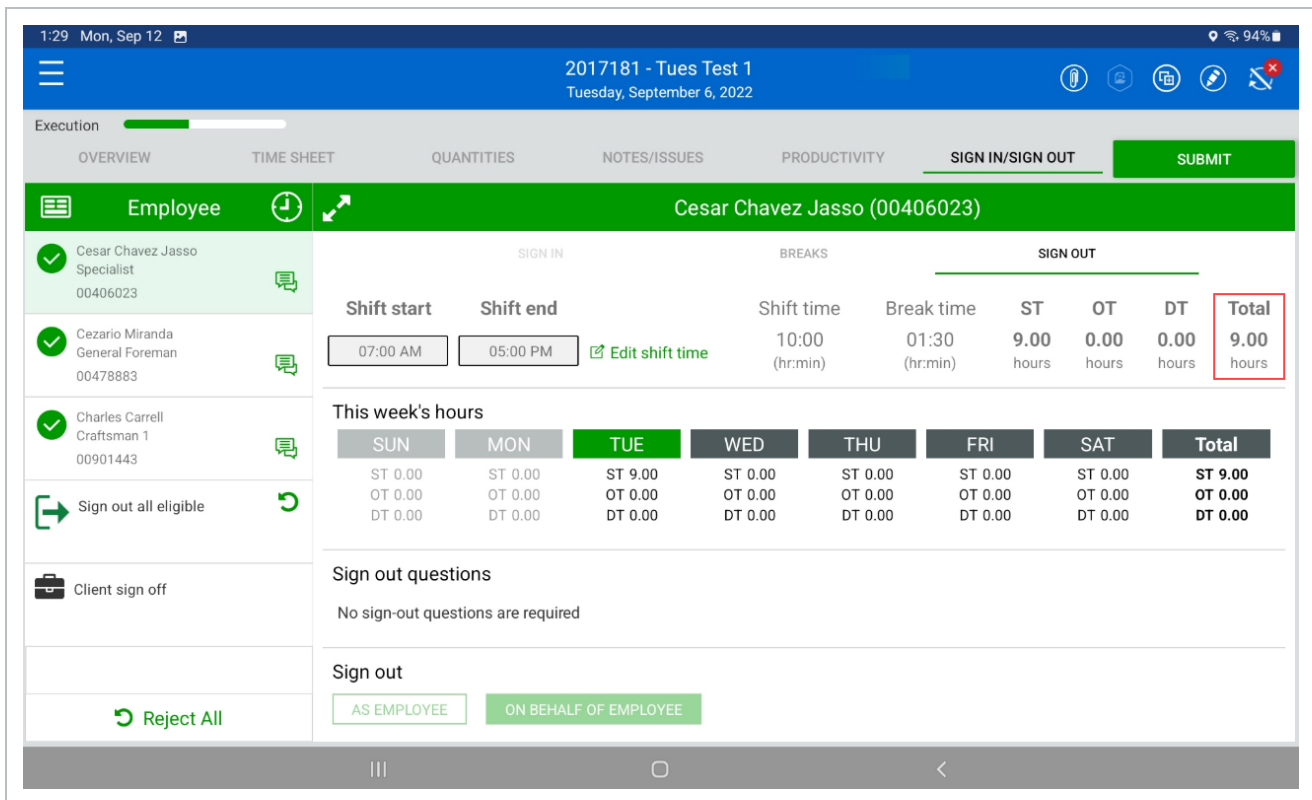 1:29 Mon, Sep 12 94%
2017181 - Tues Test 1
Tuesday, September 6, 2022
Execution
OVERVIEW TIME SHEET QUANTITIES NOTES/ISSUES PRODUCTIVITY SIGN IN/SIGN OUT SUBMIT
Employee Cesar Chavez Jasso (00406023)
Cesar Chavez Jasso
Specialist
00406023
Cezario Miranda
General Foreman
00478883
Charles Carrell
Craftsman 1
00901443
Sign out all eligible
Client sign off
Reject All
SIGN IN BREAKS SIGN OUT
Shift start Shift end Shift time Break time ST OT DT Total
07:00 AM 05:00 PM Edit shift time 10:00 01:30 9.00 0.00 0.00 9.00
(hr:min) (hr:min) hours hours hours hours
This week's hours
SUN MON TUE WED THU FRI SAT Total
ST 0.00 ST 0.00 ST 9.00 ST 0.00 ST 0.00 ST 0.00 ST 0.00 ST 9.00
OT 0.00 OT 0.00 OT 0.00 OT 0.00 OT 0.00 OT 0.00 OT 0.00 OT 0.00
DT 0.00 DT 0.00 DT 0.00 DT 0.00 DT 0.00 DT 0.00 DT 0.00 DT 0.00
Sign out questions
No sign-out questions are required
Sign out
AS EMPLOYEE ON BEHALF OF EMPLOYEE